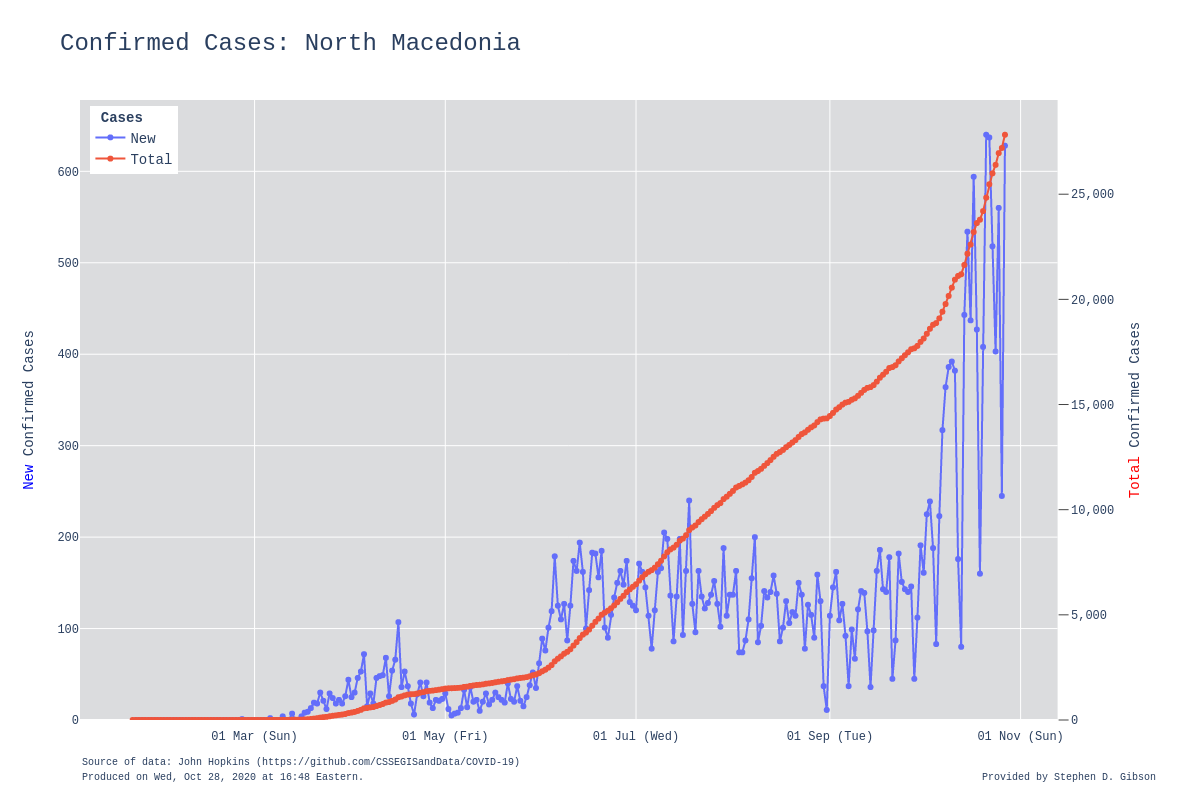 Confirmed Cases: North Macedonia
Cases
New
Total
600
500
400
300
200
100
0
New Confirmed Cases
25,000
20,000
15,000
10,000
5,000
0
Total Confirmed Cases
01 Mar (Sun)
01 May (Fri)
01 Jul (Wed)
01 Sep (Tue)
01 Nov (Sun)
Source of data: John Hopkins (https://github.com/CSSEGISandData/COVID-19)
Produced on Wed, Oct 28, 2020 at 16:48 Eastern.
Provided by Stephen D. Gibson